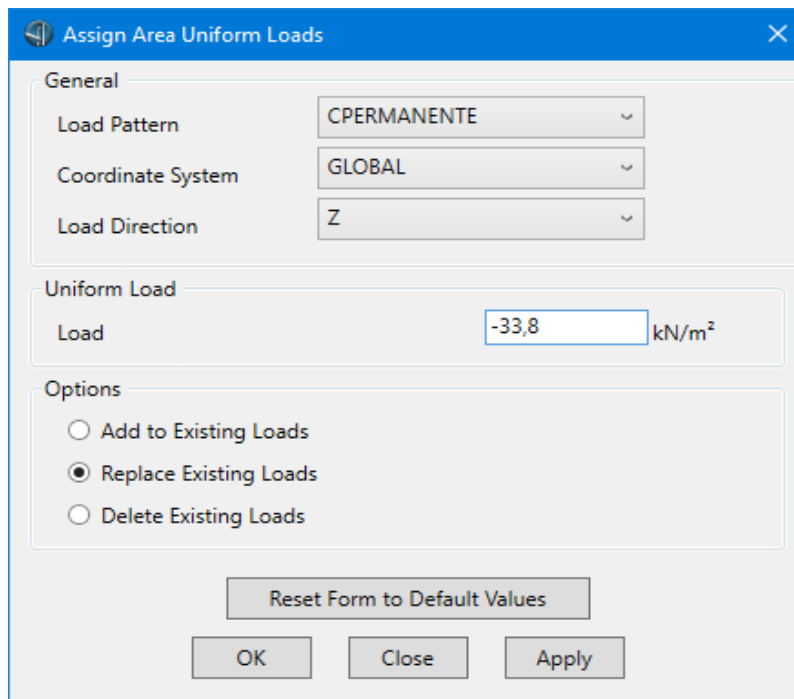 Assign Area Uniform Loads
General
Load Pattern CPERMANENTE
Coordinate System GLOBAL
Load Direction Z
Uniform Load
Load -33,8 kN/m²
Options
Add to Existing Loads
Replace Existing Loads
Delete Existing Loads
Reset Form to Default Values
OK Close Apply